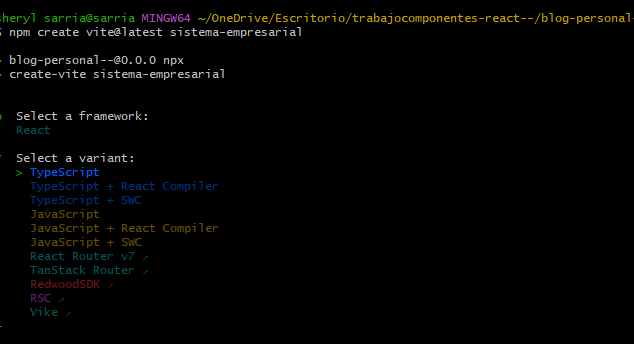 sheryl sarria@sarria MINGW64 ~/OneDrive/Escritorio/trabajocomponentes-react--/blog-personal-
$ npm create vite@latest sistema-empresarial
> blog-personal--@0.0.0 npx
> create-vite sistema-empresarial
Select a framework:
React
Select a variant:
> TypeScript
TypeScript + React Compiler
TypeScript + SWC
JavaScript
JavaScript + React Compiler
JavaScript + SWC
React Router v7 ↗
TanStack Router ↗
RedwoodSDK ↗
RSC ↗
Vike ↗